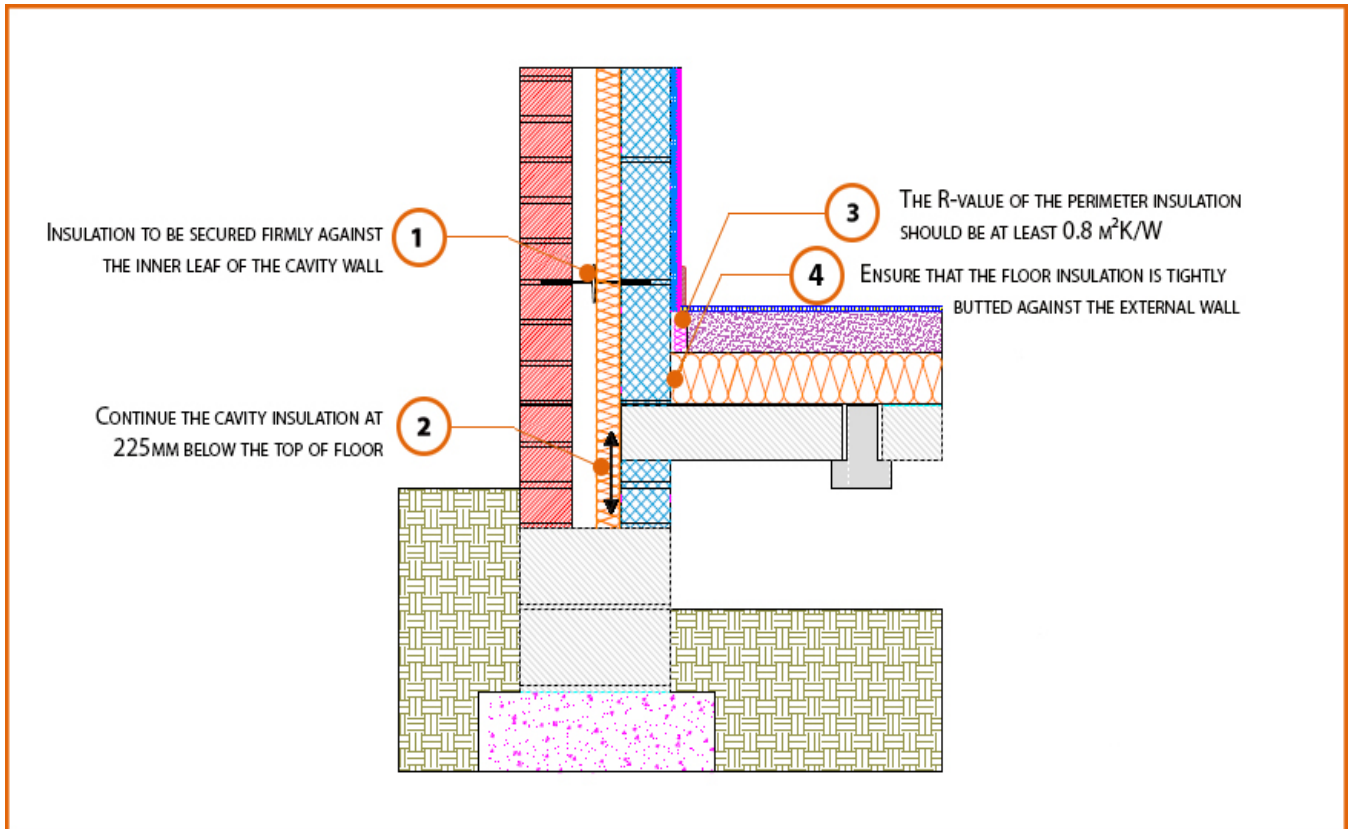 1
INSULATION TO BE SECURED FIRMLY AGAINST
THE INNER LEAF OF THE CAVITY WALL
2
CONTINUE THE CAVITY INSULATION AT
225MM BELOW THE TOP OF FLOOR
3
THE R-VALUE OF THE PERIMETER INSULATION
SHOULD BE AT LEAST 0.8 M²K/W
4
ENSURE THAT THE FLOOR INSULATION IS TIGHTLY
BUTTED AGAINST THE EXTERNAL WALL